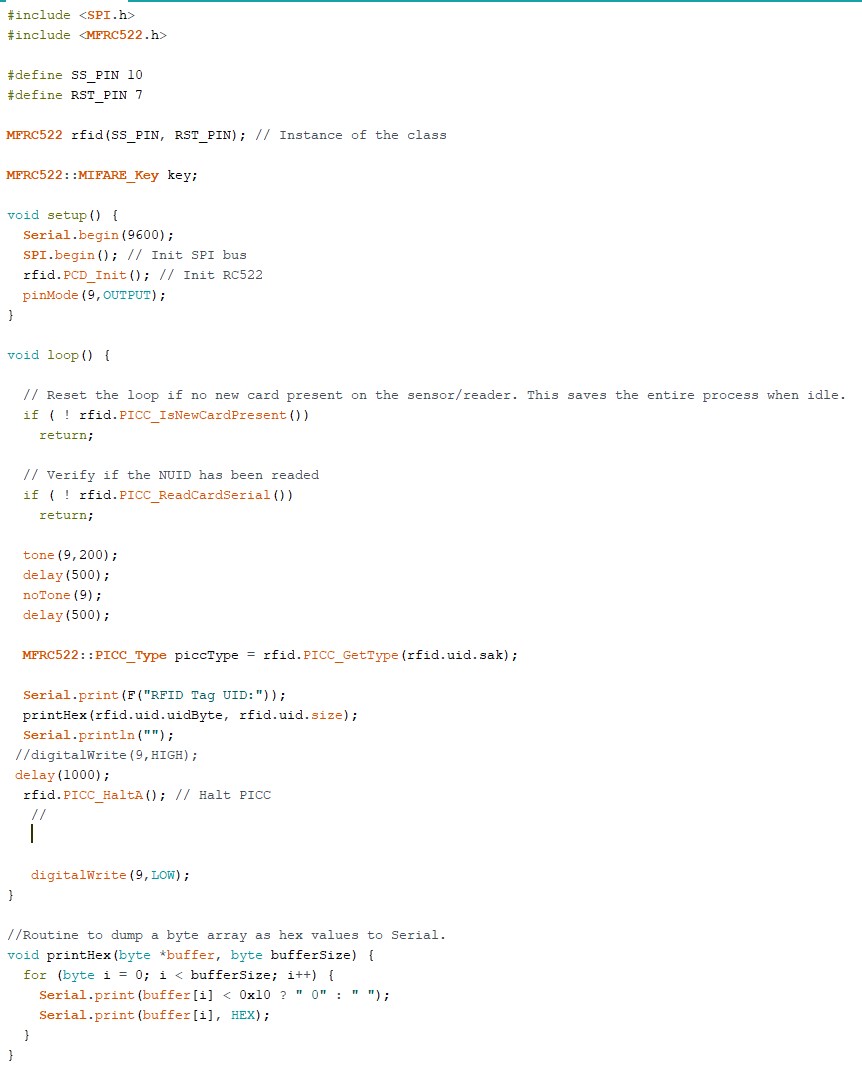 #include <SPI.h>
#include <MFRC522.h>

#define SS_PIN 10
#define RST_PIN 7

MFRC522 rfid(SS_PIN, RST_PIN); // Instance of the class

MFRC522::MIFARE_Key key;

void setup() {
  Serial.begin(9600);
  SPI.begin(); // Init SPI bus
  rfid.PCD_Init(); // Init RC522
  pinMode(9,OUTPUT);
}

void loop() {

  // Reset the loop if no new card present on the sensor/reader. This saves the entire process when idle.
  if ( ! rfid.PICC_IsNewCardPresent())
    return;

  // Verify if the NUID has been readed
  if ( ! rfid.PICC_ReadCardSerial())
    return;

  tone(9,200);
  delay(500);
  noTone(9);
  delay(500);

  MFRC522::PICC_Type piccType = rfid.PICC_GetType(rfid.uid.sak);

  Serial.print(F("RFID Tag UID:"));
  printHex(rfid.uid.uidByte, rfid.uid.size);
  Serial.println("");
 //digitalWrite(9,HIGH);
 delay(1000);
  rfid.PICC_HaltA(); // Halt PICC
   //


   digitalWrite(9,LOW);
}

//Routine to dump a byte array as hex values to Serial.
void printHex(byte *buffer, byte bufferSize) {
  for (byte i = 0; i < bufferSize; i++) {
    Serial.print(buffer[i] < 0x10 ? " 0" : " ");
    Serial.print(buffer[i], HEX);
  }
}